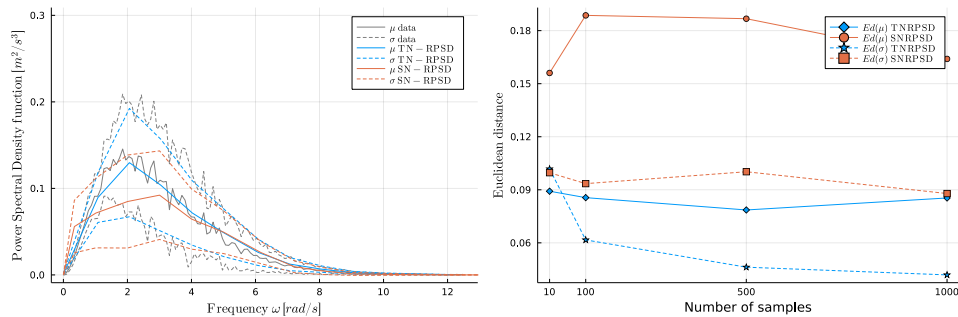 μ data
σ data
μ TN − RPSD
σ TN − RPSD
μ SN − RPSD
σ SN − RPSD
Power Spectral Density function [m²/s³]
0.3
0.2
0.1
0.0
0
2
4
6
8
10
12
Frequency ω [rad/s]
Ed(μ) TNRPSD
Ed(μ) SNRPSD
Ed(σ) TNRPSD
Ed(σ) SNRPSD
Euclidean distance
0.18
0.15
0.12
0.09
0.06
10
100
500
1000
Number of samples